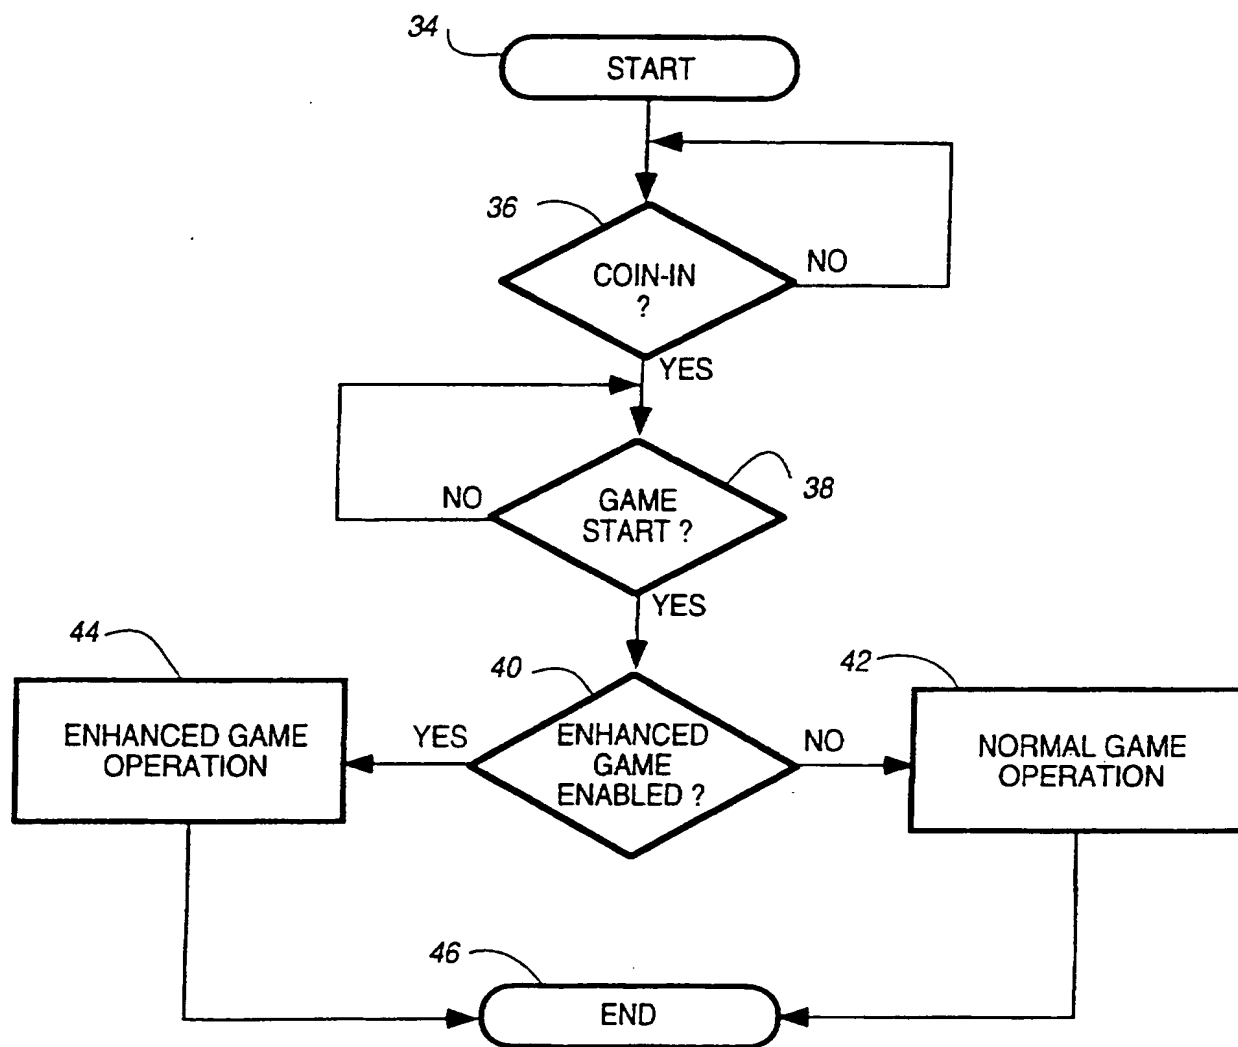 34
START
36
COIN-IN
?
NO
YES
NO
GAME
START ?
38
YES
44
ENHANCED GAME
OPERATION
YES
40
ENHANCED
GAME
ENABLED ?
NO
42
NORMAL GAME
OPERATION
46
END